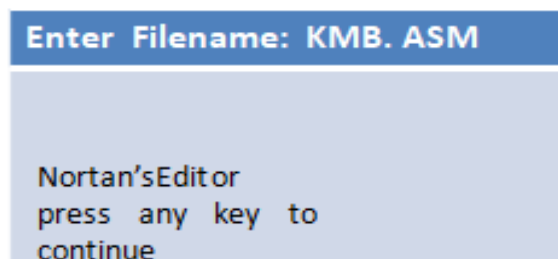 Enter Filename: KMB. ASM
Nortan'sEditor
press any key to
continue